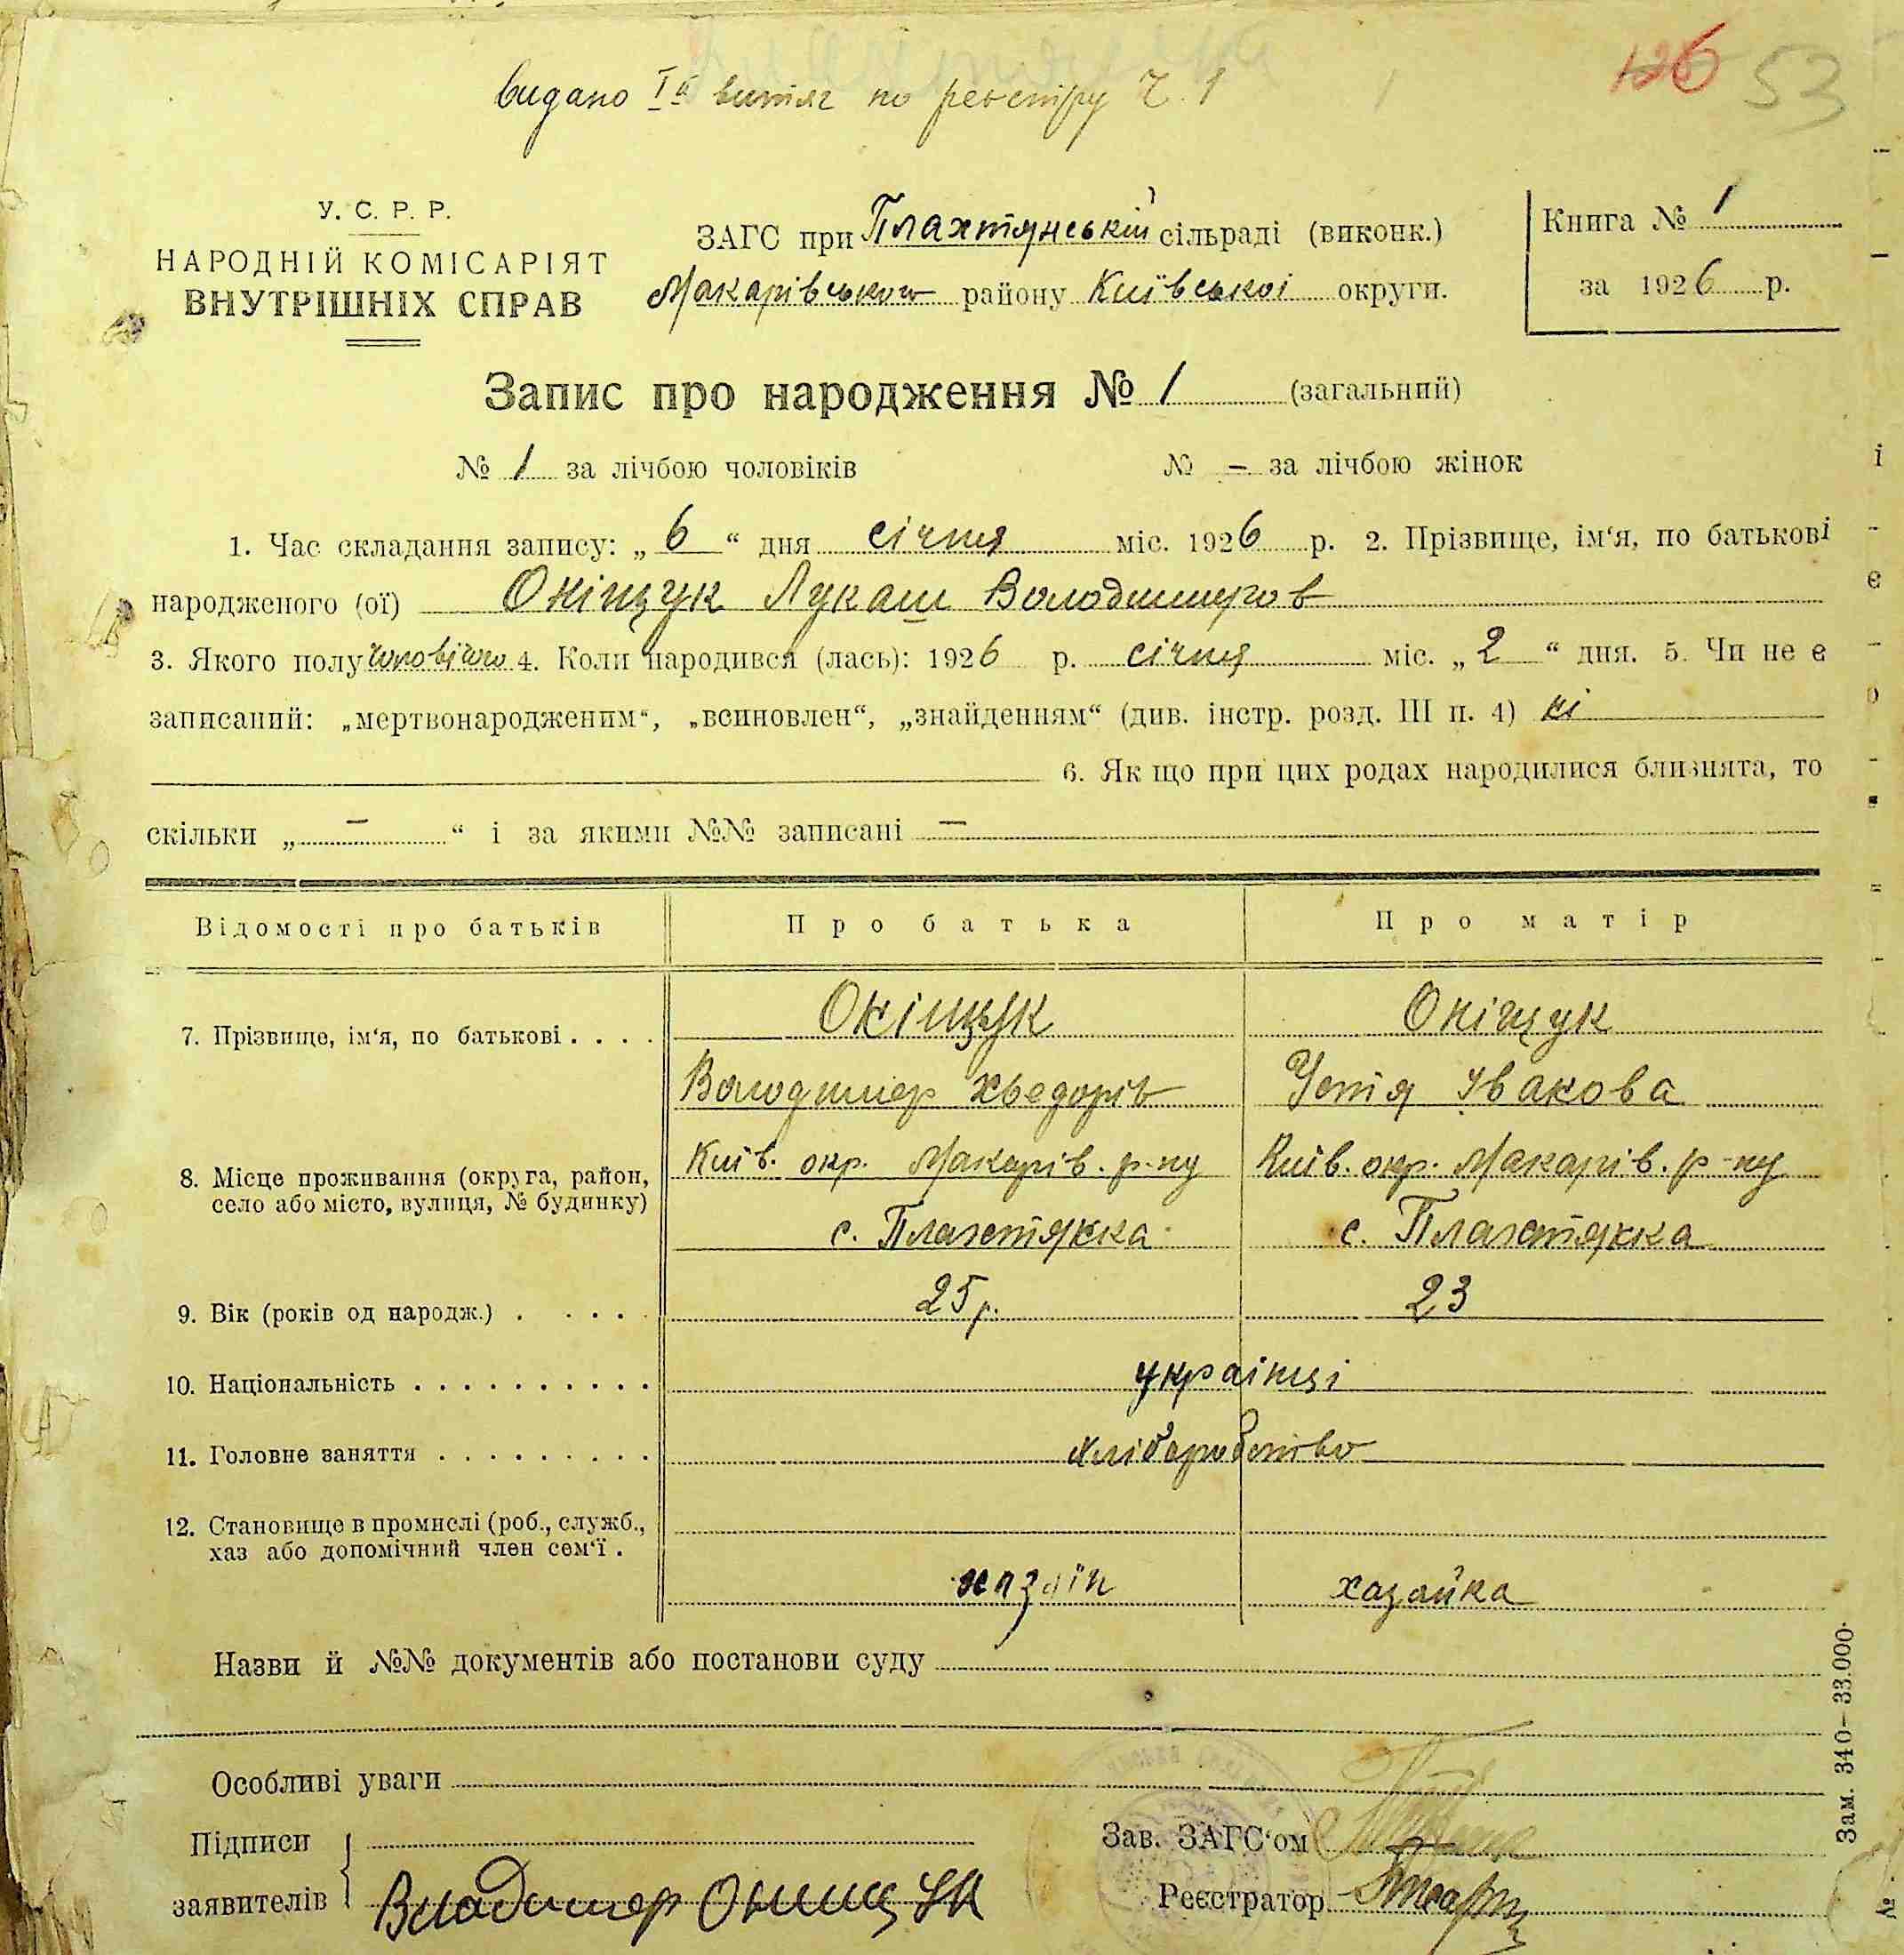 126 53
видано Iй витяг по реєстру Ч. 1
У. С. Р. Р.
НАРОДНІЙ КОМІСАРІЯТ
ВНУТРІШНІХ СПРАВ
ЗАГС при Плахтянській сільраді (виконк.)
Макарівського району Київської округи.
Книга № 1
за 1926 р.
Запис про народження № 1 (загальний)
№ 1 за лічбою чоловіків № – за лічбою жінок
1. Час складання запису: „ 6 “ дня січня міс. 1926 р. 2. Прізвище, ім‘я, по батькові
народженого (ої) Оніщук Лукаш Володимиров
3. Якого полу чоловічого 4. Коли народився (лась): 1926 р. січня міс. „ 2 “ дня. 5. Чи не є
записаний: „мертвонародженим“, „всиновлен“, „знайденням“ (див. інстр. розд. III п. 4) ні
6. Як що при цих родах народилися близнята, то
скільки „ – “ і за якими №№ записані –
Відомості про батьків Про батька Про матір
7. Прізвище, ім‘я, по батькові . . . . Оніщук Оніщук
Володимер Хведорів Устія Іванова
8. Місце проживання (округа, район, Київ. окр. Макарів. р-ну Київ. окр. Макарів. р-ну
село або місто, вулиця, № будинку) с. Плахтянка с. Плахтянка
9. Вік (років од народж.) . . . . . 25 р. 23
10. Національність . . . . . . . . . . українці
11. Головне заняття . . . . . . . . . хліборобство
12. Становище в промислі (роб., служб.,
хаз або допомічний член сем‘ї . хазяїн хазяйка
Назви й №№ документів або постанови суду
Особливі уваги
Підписи
заявителів Владимер Онищук
Зав. ЗАГС‘ом
Реєстратор
Зам. 340–33.000.